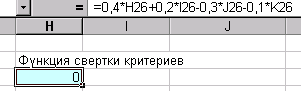 = =0,4*H26+0,2*I26-0,3*J26-0,1*K26
H I J
Функция свертки критериев
0